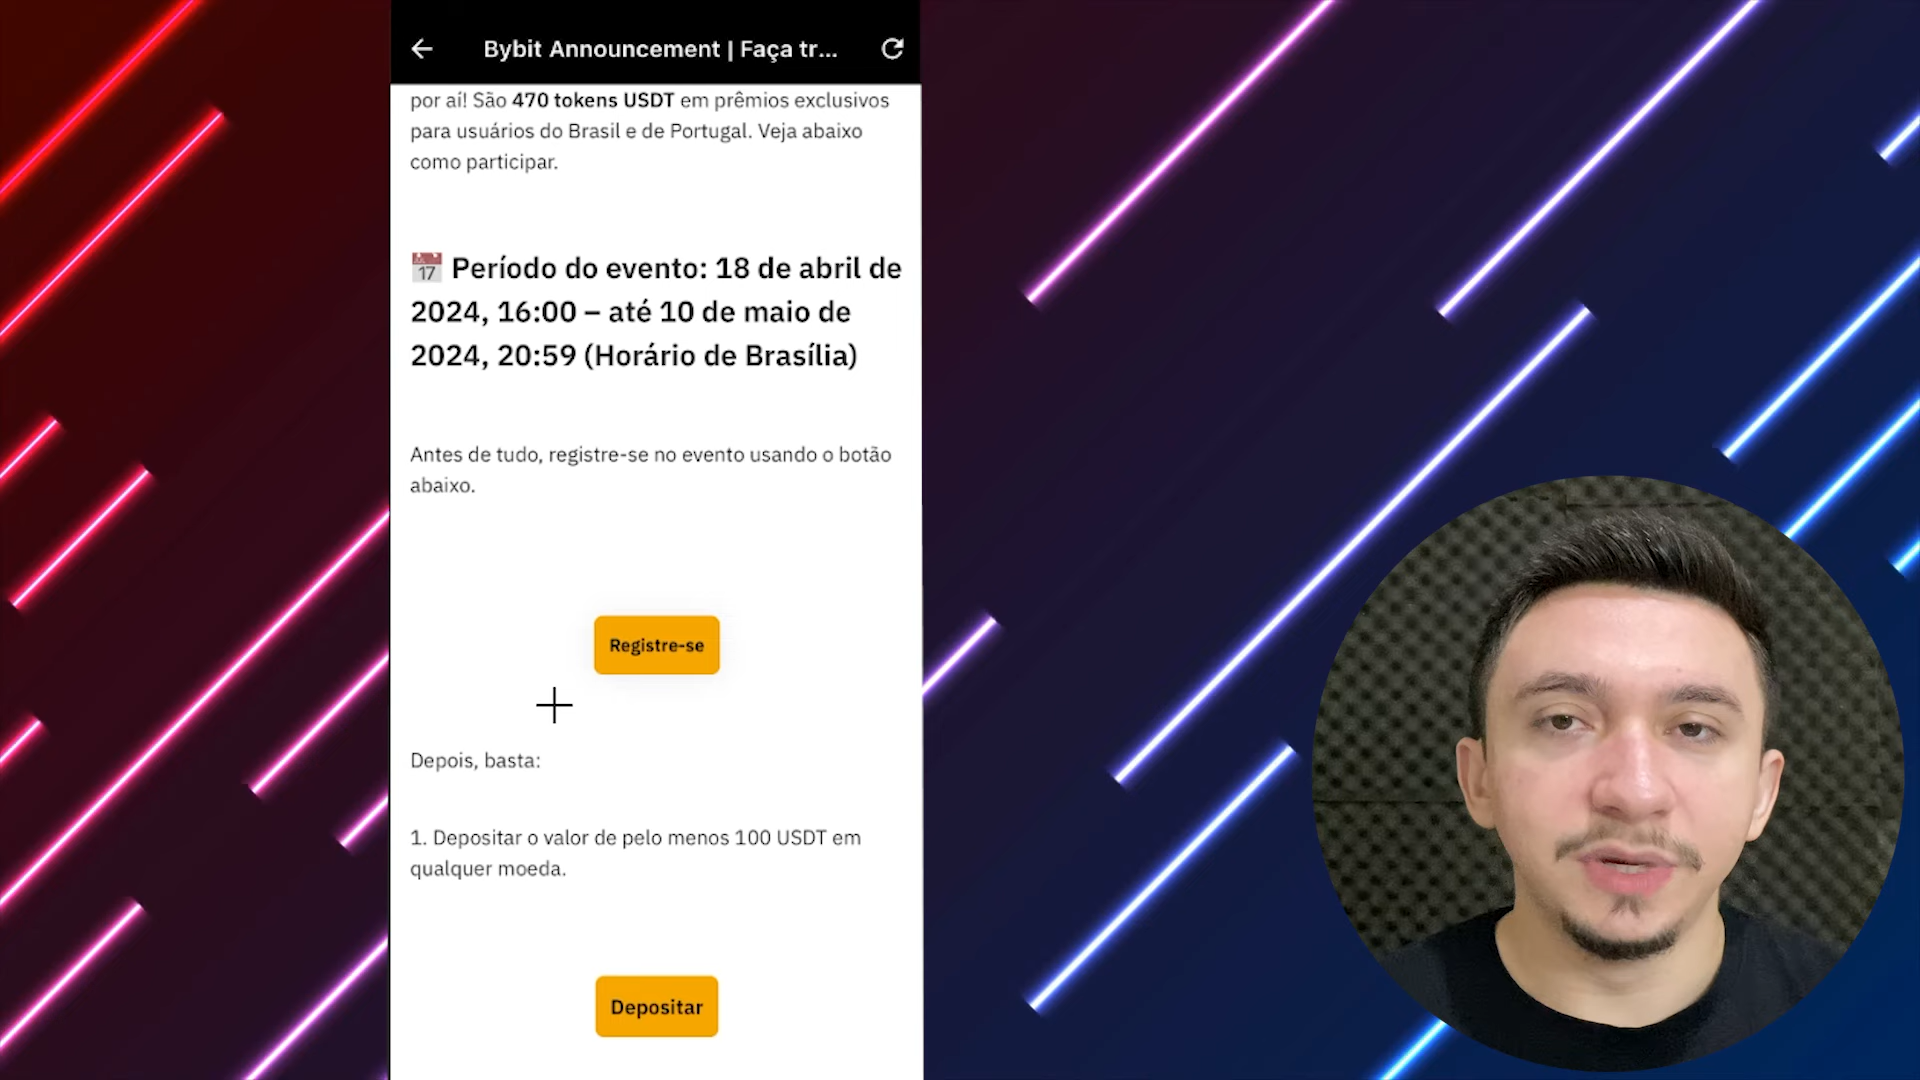 Bybit Announcement | Faça tr...
por aí! São 470 tokens USDT em prêmios exclusivos
para usuários do Brasil e de Portugal. Veja abaixo
como participar.
17 Período do evento: 18 de abril de
2024, 16:00 – até 10 de maio de
2024, 20:59 (Horário de Brasília)
Antes de tudo, registre-se no evento usando o botão
abaixo.
Registre-se
Depois, basta:
1. Depositar o valor de pelo menos 100 USDT em
qualquer moeda.
Depositar